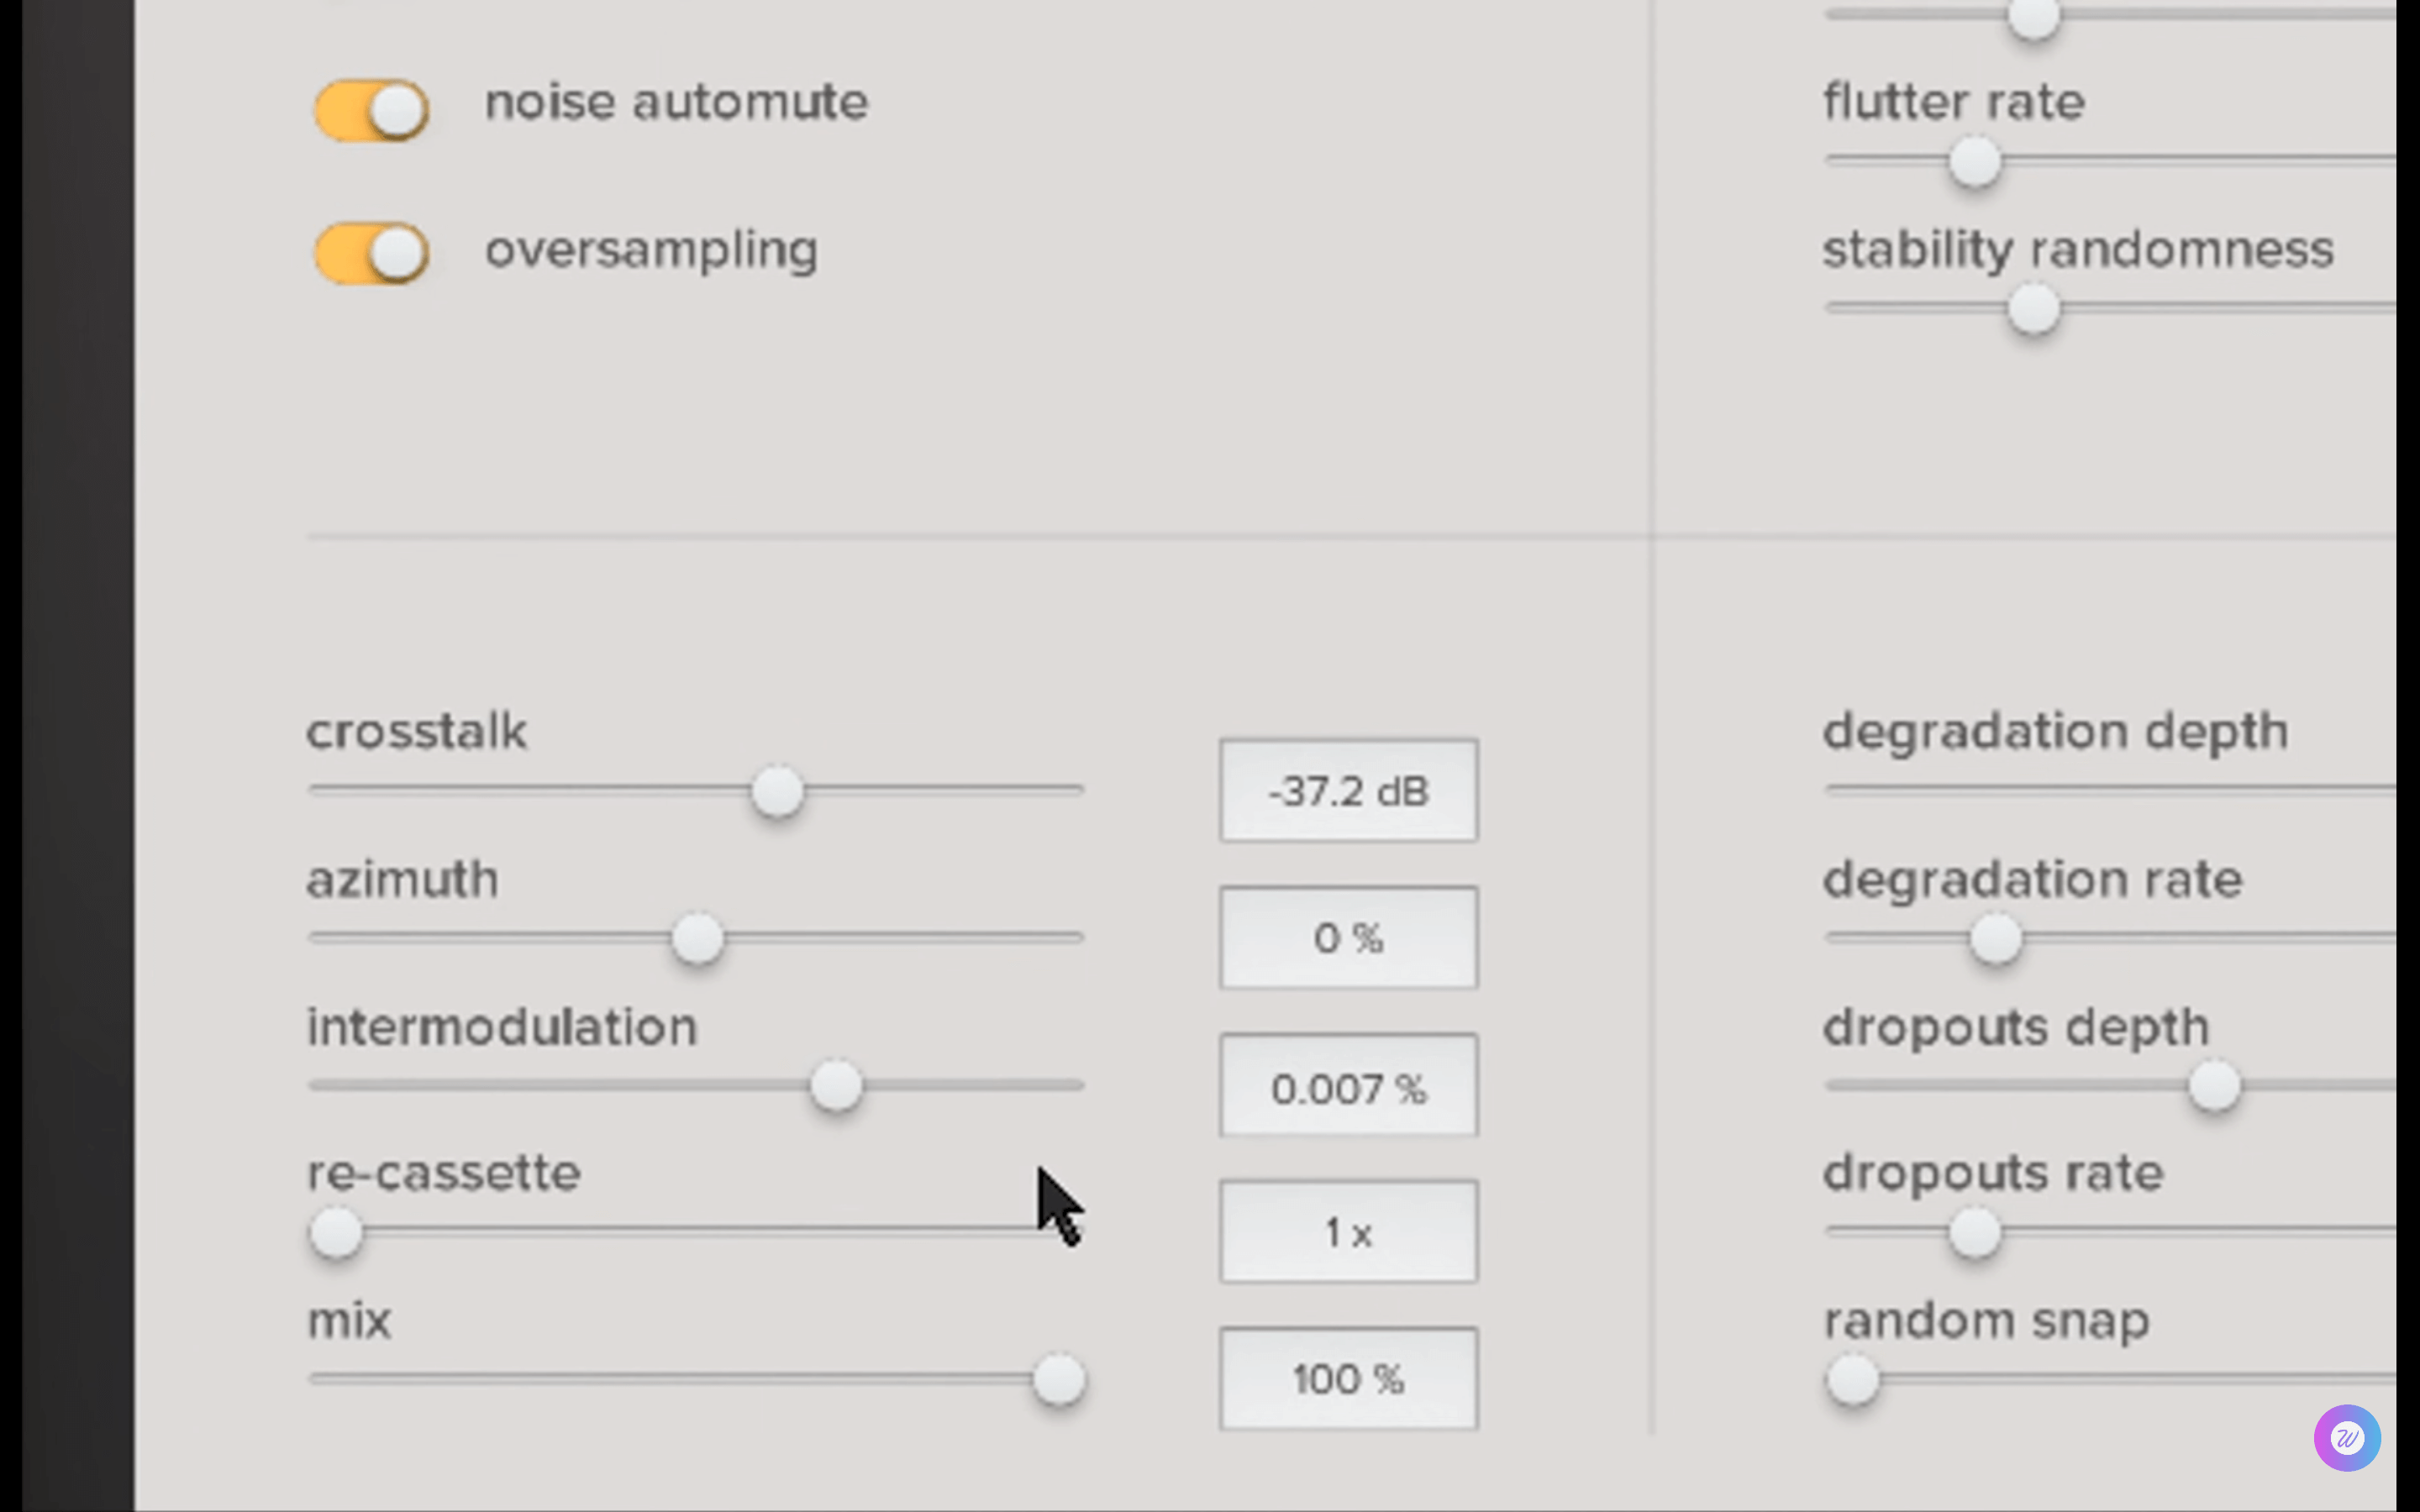 noise automute
oversampling
flutter rate
stability randomness
crosstalk
-37.2 dB
azimuth
0 %
intermodulation
0.007 %
re-cassette
1 x
mix
100 %
degradation depth
degradation rate
dropouts depth
dropouts rate
random snap
W